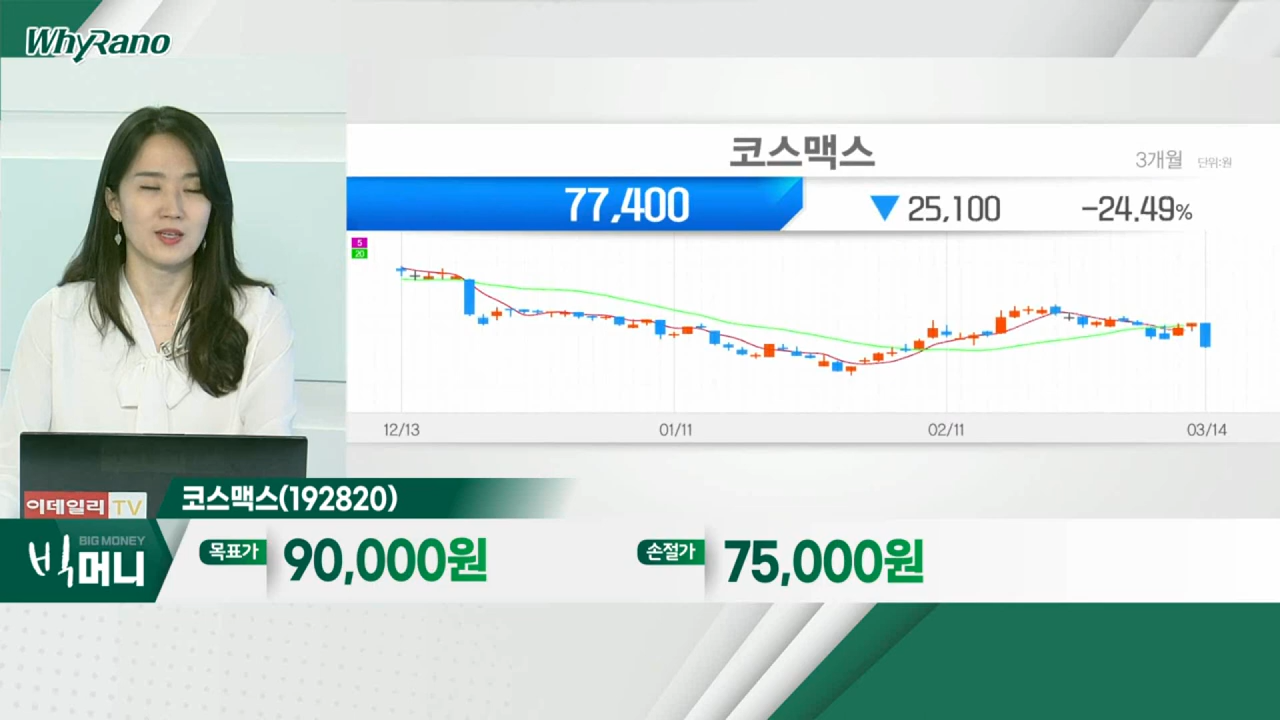 WhyRano
코스맥스
3개월 단위:원
77,400 ▼ 25,100 -24.49%
5
20
12/13 01/11 02/11 03/14
이데일리 TV
코스맥스(192820)
BIG MONEY
빅머니
목표가 90,000원 손절가 75,000원